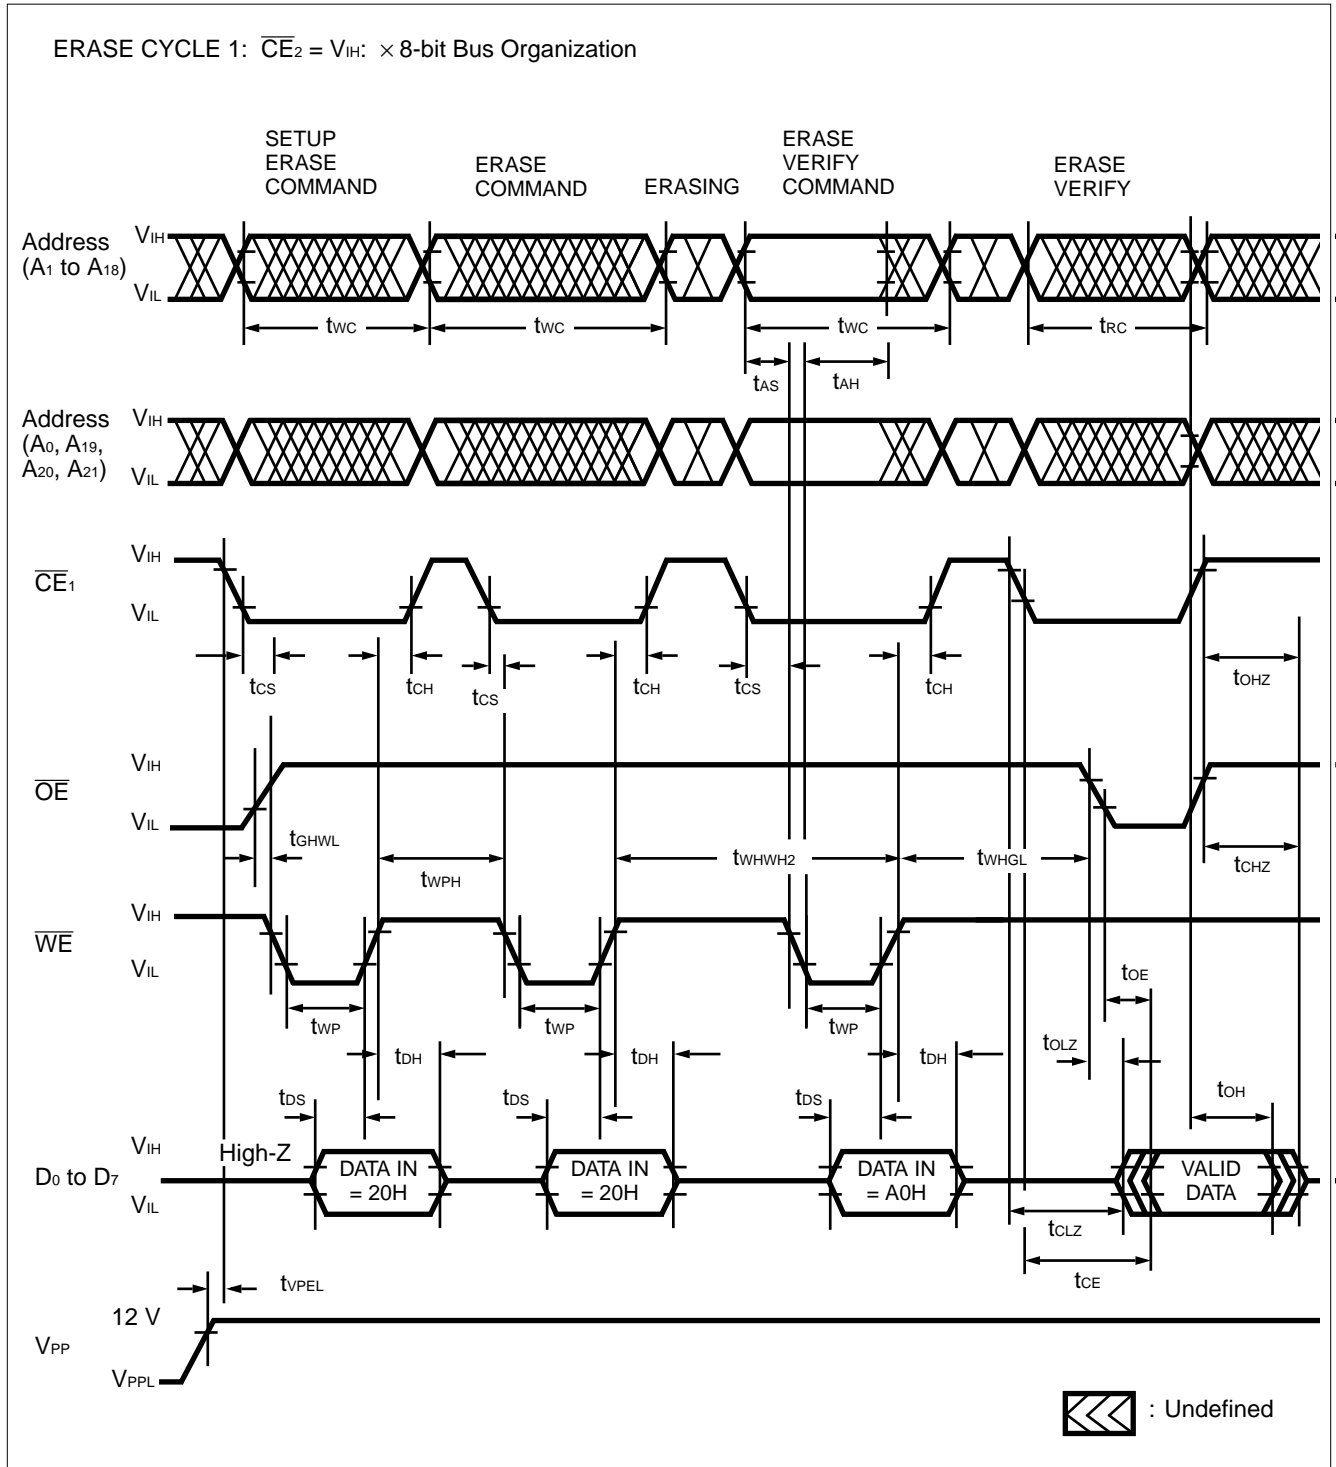 ERASE CYCLE 1: CE2 = VIH: × 8-bit Bus Organization
SETUP
ERASE
COMMAND
ERASE
COMMAND
ERASING
ERASE
VERIFY
COMMAND
ERASE
VERIFY
Address
(A1 to A18)
VIH
VIL
tWC
tWC
tWC
tRC
tAS
tAH
Address
(A0, A19,
A20, A21)
VIH
VIL
CE1
VIH
VIL
tCS
tCH
tCS
tCH
tCS
tCH
tOHZ
OE
VIH
VIL
tGHWL
tWPH
tWHWH2
tWHGL
tCHZ
WE
VIH
VIL
tWP
tWP
tWP
tOE
tDH
tDH
tDH
tOLZ
tDS
tDS
tDS
tOH
D0 to D7
VIH
VIL
High-Z
DATA IN
= 20H
DATA IN
= 20H
DATA IN
= A0H
VALID
DATA
tCLZ
tCE
tVPEL
VPP
12 V
VPPL
: Undefined